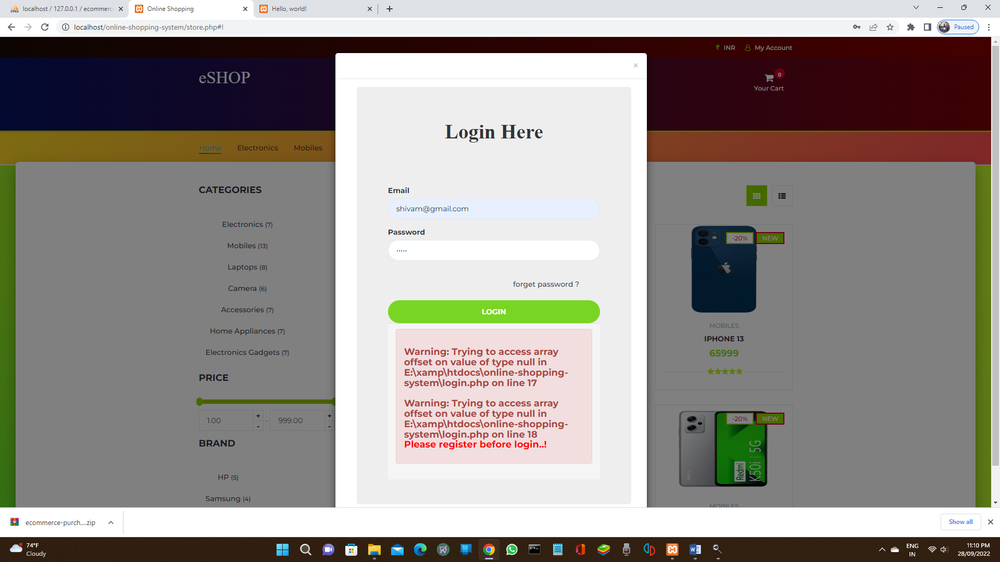 localhost / 127.0.0.1 / ecommerce
Online Shopping
Hello, world!
localhost/online-shopping-system/store.php#!
Paused
₹ INR
My Account
eSHOP
0
Your Cart
Home
Electronics
Mobiles
×
Login Here
Email
shivam@gmail.com
Password
forget password ?
LOGIN
Warning: Trying to access array
offset on value of type null in
E:\xamp\htdocs\online-shopping-
system\login.php on line 17
Warning: Trying to access array
offset on value of type null in
E:\xamp\htdocs\online-shopping-
system\login.php on line 18
Please register before login..!
CATEGORIES
Electronics (7)
Mobiles (13)
Laptops (8)
Camera (6)
Accessories (7)
Home Appliances (7)
Electronics Gadgets (7)
PRICE
1.00
+
-
-
999.00
+
-
BRAND
HP (5)
Samsung (4)
-20%
NEW
MOBILES
IPHONE 13
65999
-20%
NEW
Redmi
K50i | 5G
MOBILES
ecommerce-purch....zip
Show all
74°F
Cloudy
ENG
IN
11:10 PM
28/09/2022